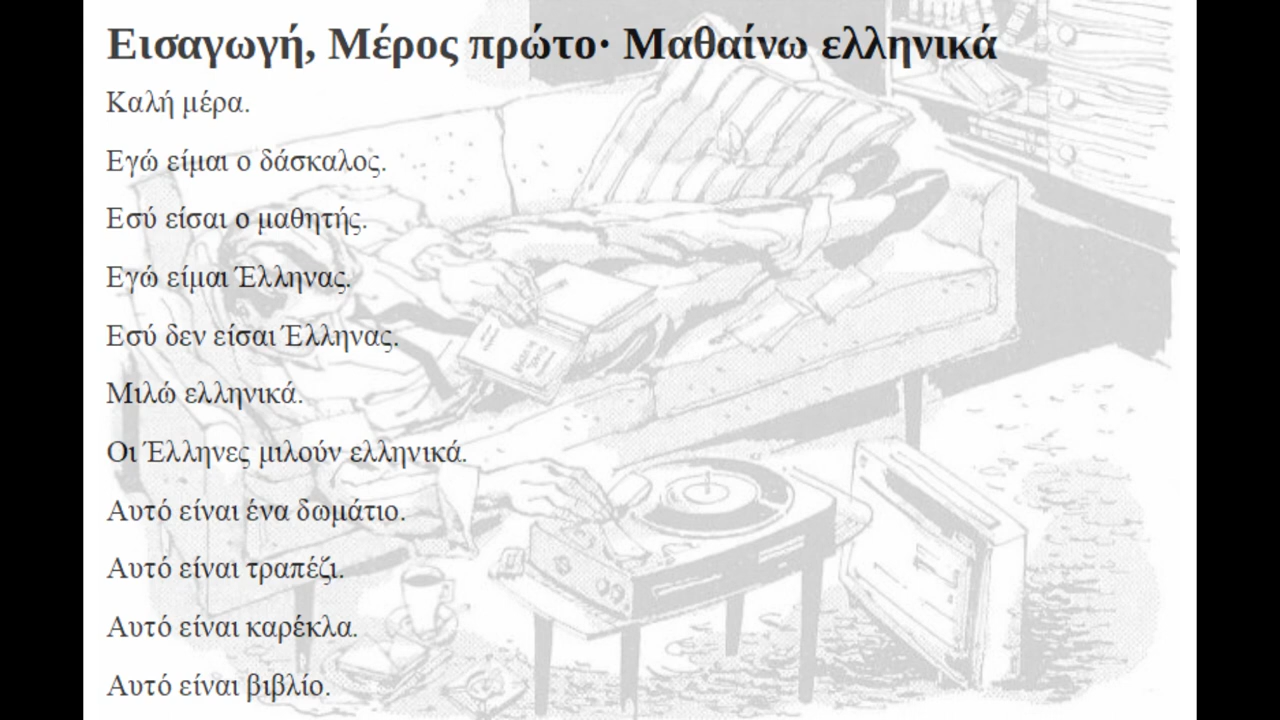 Εισαγωγή, Μέρος πρώτο· Μαθαίνω ελληνικά
Καλή μέρα.
Εγώ είμαι ο δάσκαλος.
Εσύ είσαι ο μαθητής.
Εγώ είμαι Έλληνας.
Εσύ δεν είσαι Έλληνας.
Μιλώ ελληνικά.
Οι Έλληνες μιλούν ελληνικά.
Αυτό είναι ένα δωμάτιο.
Αυτό είναι τραπέζι.
Αυτό είναι καρέκλα.
Αυτό είναι βιβλίο.